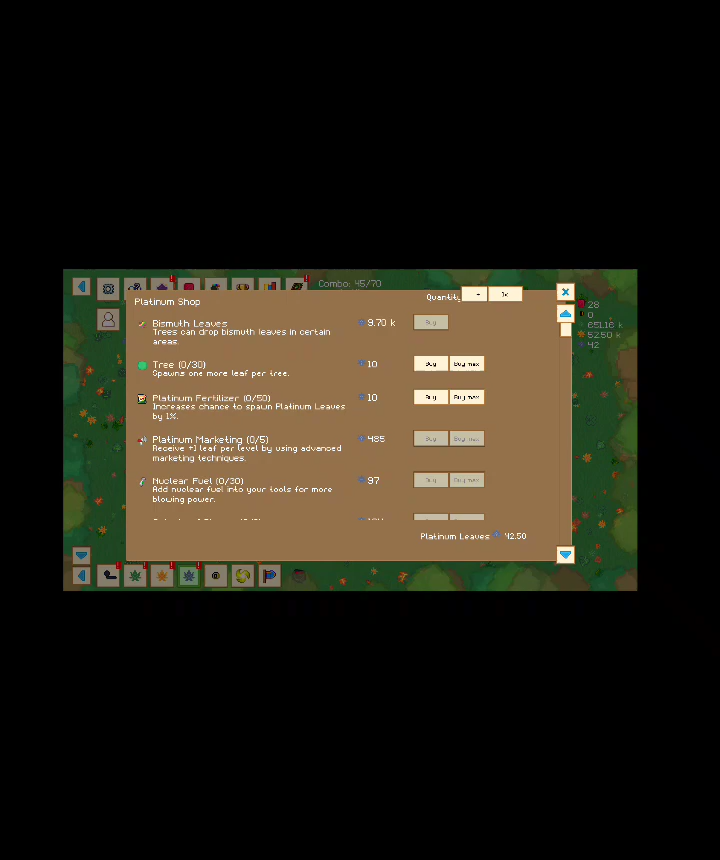 Combo: 45/70
Platinum Shop
Quantity
1x
Bismuth Leaves
9.70 k
Buy
Trees can drop bismuth leaves in certain
areas.
Tree (0/30)
10
Buy
Buy max
Spawns one more leaf per tree.
Platinum Fertilizer (0/50)
10
Buy
Buy max
Increases chance to spawn Platinum Leaves
by 1%.
Platinum Marketing (0/5)
485
Buy
Buy max
Receive +1 leaf per level by using advanced
marketing techniques.
Nuclear Fuel (0/30)
97
Buy
Buy max
Add nuclear fuel into your tools for more
blowing power.
Platinum Leaves
42.50
28
0
651.16 k
52.50 k
42